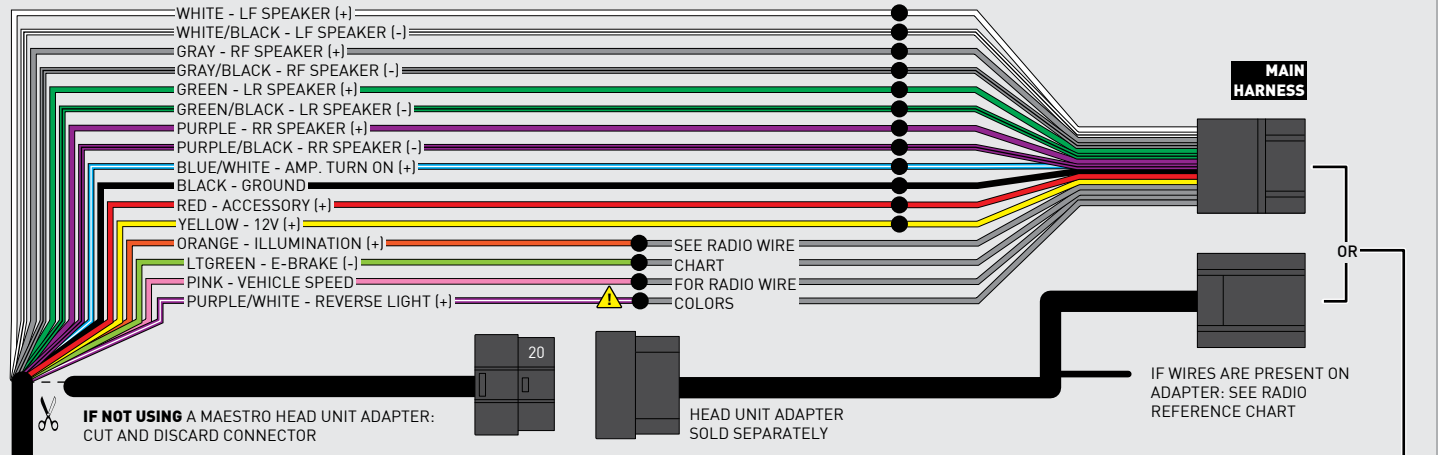 WHITE - LF SPEAKER (+)
WHITE/BLACK - LF SPEAKER (-)
GRAY - RF SPEAKER (+)
GRAY/BLACK - RF SPEAKER (-)
GREEN - LR SPEAKER (+)
GREEN/BLACK - LR SPEAKER (-)
PURPLE - RR SPEAKER (+)
PURPLE/BLACK - RR SPEAKER (-)
BLUE/WHITE - AMP. TURN ON (+)
BLACK - GROUND
RED - ACCESSORY (+)
YELLOW - 12V (+)
ORANGE - ILLUMINATION (+)
LTGREEN - E-BRAKE (-)
PINK - VEHICLE SPEED
PURPLE/WHITE - REVERSE LIGHT (+)
!
SEE RADIO WIRE
CHART
FOR RADIO WIRE
COLORS
MAIN
HARNESS
OR
20
IF NOT USING A MAESTRO HEAD UNIT ADAPTER:
CUT AND DISCARD CONNECTOR
HEAD UNIT ADAPTER
SOLD SEPARATELY
IF WIRES ARE PRESENT ON
ADAPTER: SEE RADIO
REFERENCE CHART